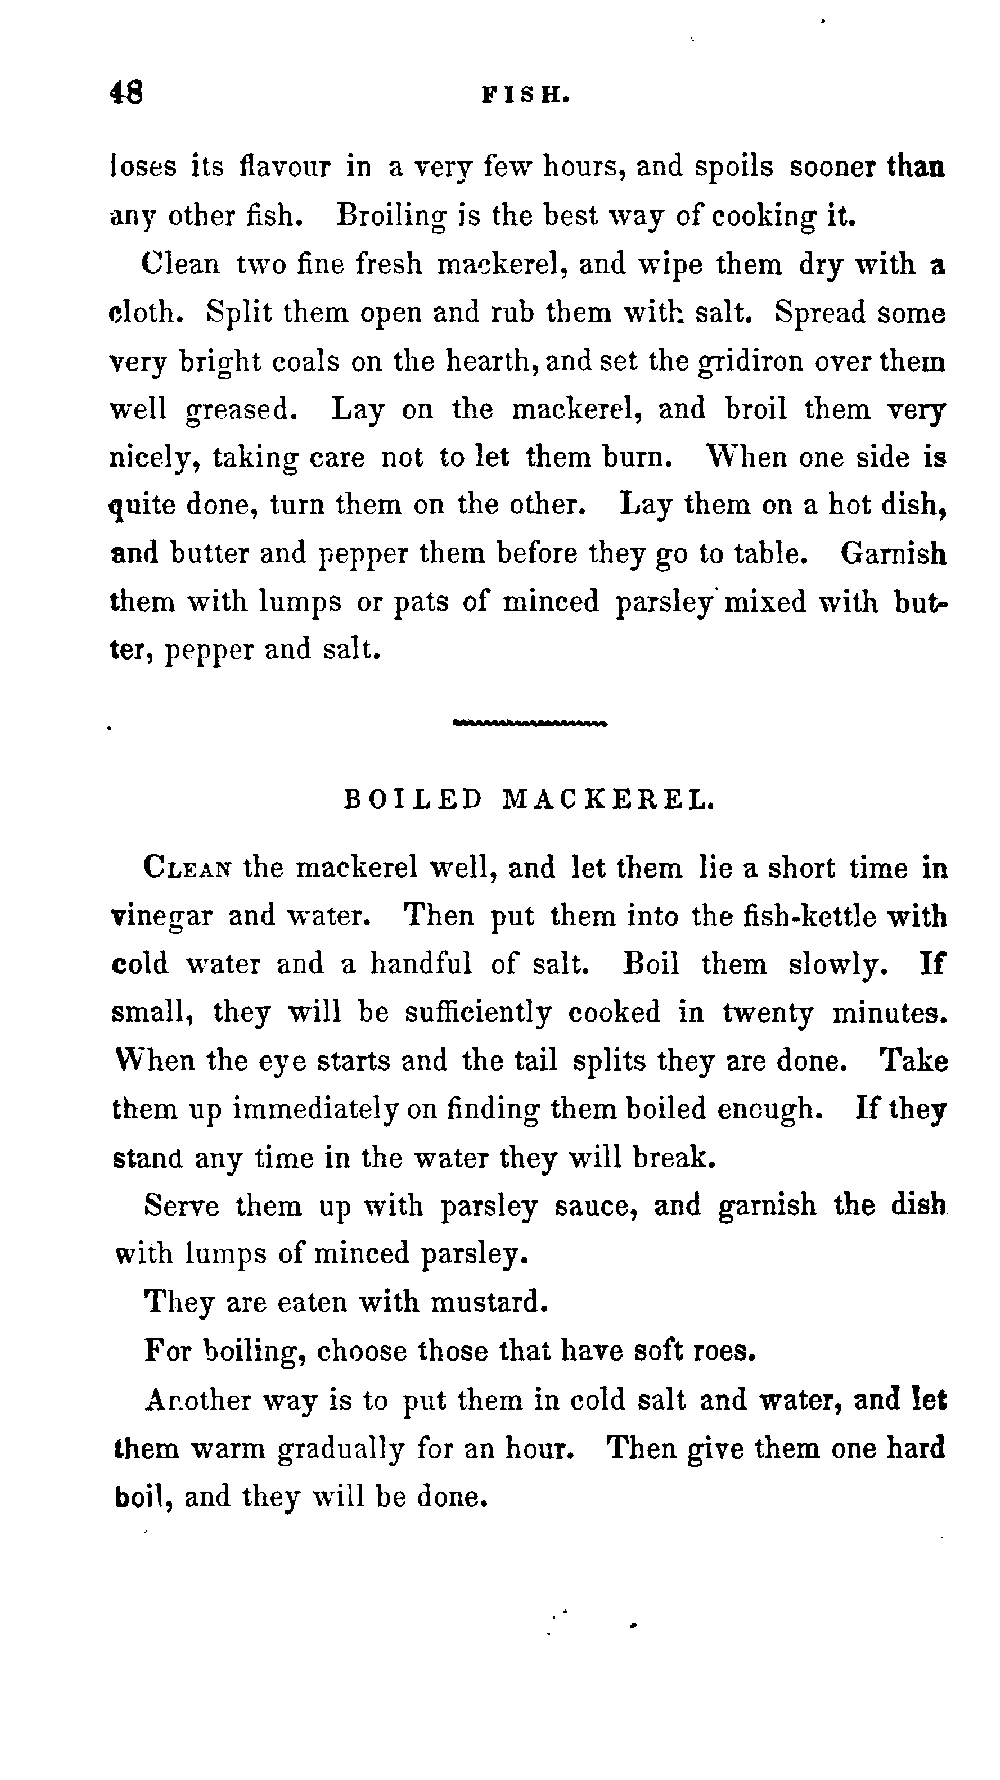 48 FISH.
loses its flavour in a very few hours, and spoils sooner than
any other fish. Broiling is the best way of cooking it.
Clean two fine fresh mackerel, and wipe them dry with a
cloth. Split them open and rub them with salt. Spread some
very bright coals on the hearth, and set the gridiron over them
well greased. Lay on the mackerel, and broil them very
nicely, taking care not to let them burn. When one side is
quite done, turn them on the other. Lay them on a hot dish,
and butter and pepper them before they go to table. Garnish
them with lumps or pats of minced parsley mixed with but-
ter, pepper and salt.
BOILED MACKEREL.
CLEAN the mackerel well, and let them lie a short time in
vinegar and water. Then put them into the fish-kettle with
cold water and a handful of salt. Boil them slowly. If
small, they will be sufficiently cooked in twenty minutes.
When the eye starts and the tail splits they are done. Take
them up immediately on finding them boiled enough. If they
stand any time in the water they will break.
Serve them up with parsley sauce, and garnish the dish
with lumps of minced parsley.
They are eaten with mustard.
For boiling, choose those that have soft roes.
Another way is to put them in cold salt and water, and let
them warm gradually for an hour. Then give them one hard
boil, and they will be done.